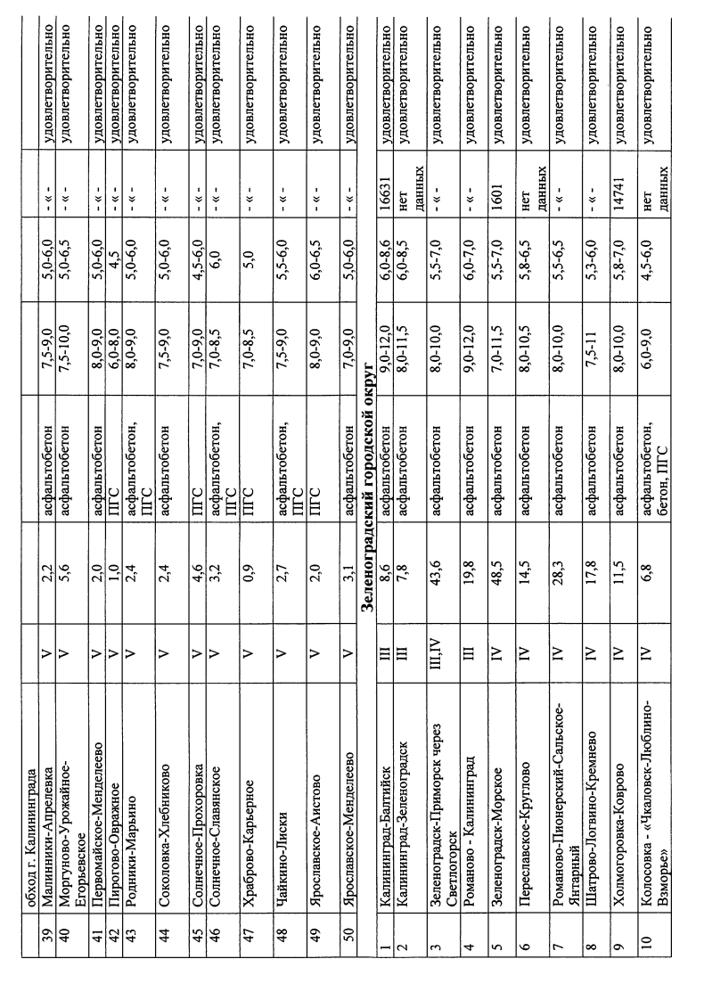 обход г. Калининграда
39 Малинники-Апрелевка V 2,2 асфальтобетон 7,5-9,0 5,0-6,0 - « - удовлетворительно
40 Моргуново-Урожайное- V 5,6 асфальтобетон 7,5-10,0 5,0-6,5 - « - удовлетворительно
Егорьевское
41 Первомайское-Менделеево V 2,0 асфальтобетон 8,0-9,0 5,0-6,0 - « - удовлетворительно
42 Пирогово-Овражное V 1,0 ПГС 6,0-8,0 4,5 - « - удовлетворительно
43 Родники-Марьино V 2,4 асфальтобетон, 8,0-9,0 5,0-6,0 - « - удовлетворительно
ПГС
44 Соколовка-Хлебниково V 2,4 асфальтобетон 7,5-9,0 5,0-6,0 - « - удовлетворительно
45 Солнечное-Прохоровка V 4,6 ПГС 7,0-9,0 4,5-6,0 - « - удовлетворительно
46 Солнечное-Славянское V 3,2 асфальтобетон, 7,0-8,5 6,0 - « - удовлетворительно
ПГС
47 Храброво-Карьерное V 0,9 ПГС 7,0-8,5 5,0 - « - удовлетворительно
48 Чайкино-Лиски V 2,7 асфальтобетон, 7,5-9,0 5,5-6,0 - « - удовлетворительно
ПГС
49 Ярославское-Аистово V 2,0 ПГС 8,0-9,0 6,0-6,5 - « - удовлетворительно
50 Ярославское-Менделеево V 3,1 асфальтобетон 7,0-9,0 5,0-6,0 - « - удовлетворительно
Зеленоградский городской округ
1 Калининград-Балтийск III 8,6 асфальтобетон 9,0-12,0 6,0-8,6 16631 удовлетворительно
2 Калининград-Зеленоградск III 7,8 асфальтобетон 8,0-11,5 6,0-8,5 нет удовлетворительно
данных
3 Зеленоградск-Приморск через III,IV 43,6 асфальтобетон 8,0-10,0 5,5-7,0 - « - удовлетворительно
Светлогорск
4 Романово - Калининград III 19,8 асфальтобетон 9,0-12,0 6,0-7,0 - « - удовлетворительно
5 Зеленоградск-Морское IV 48,5 асфальтобетон 7,0-11,5 5,5-7,0 1601 удовлетворительно
6 Переславское-Круглово IV 14,5 асфальтобетон 8,0-10,5 5,8-6,5 нет удовлетворительно
данных
7 Романово-Пионерский-Сальское- IV 28,3 асфальтобетон 8,0-10,0 5,5-6,5 - « - удовлетворительно
Янтарный
8 Шатрово-Логвино-Кремнево IV 17,8 асфальтобетон 7,5-11 5,3-6,0 - « - удовлетворительно
9 Холмогоровка-Коврово IV 11,5 асфальтобетон 8,0-10,0 5,8-7,0 14741 удовлетворительно
10 Колосовка - «Чкаловск-Люблино- IV 6,8 асфальтобетон, 6,0-9,0 4,5-6,0 нет удовлетворительно
Взморье» бетон, ПГС данных